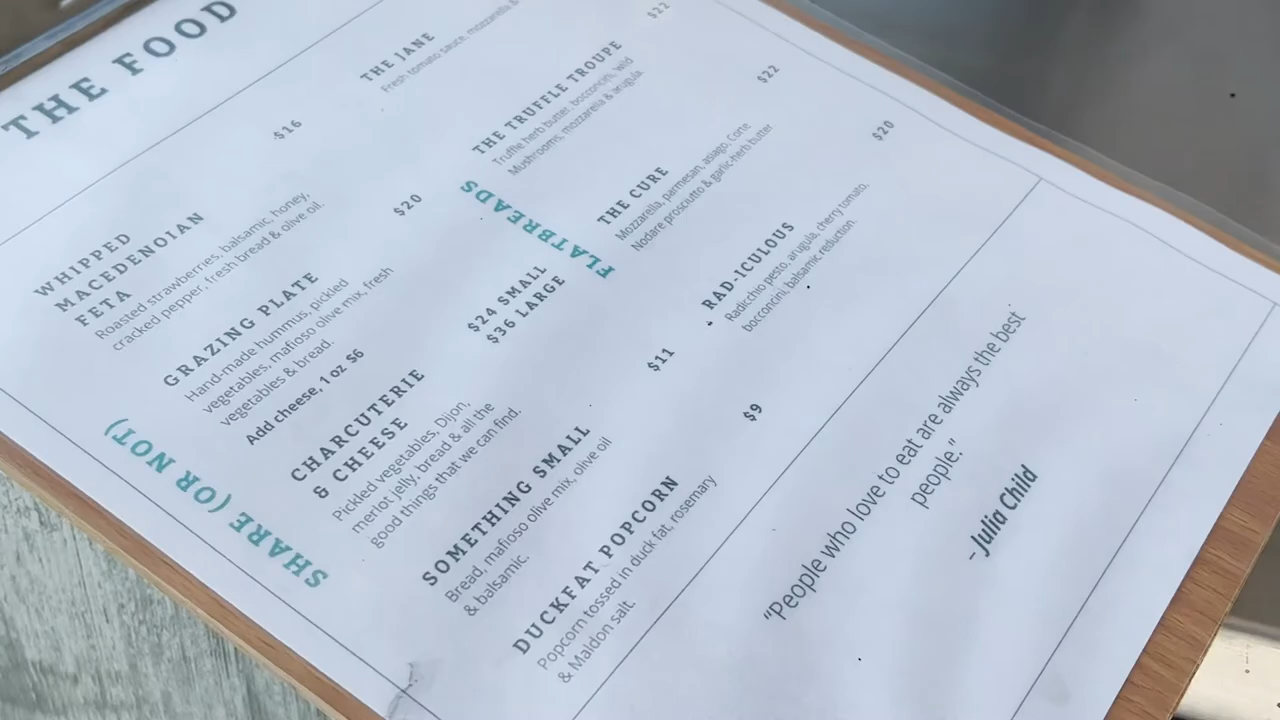 THE FOOD
SHARE (OR NOT)
WHIPPED
MACEDENOIAN
FETA
$16
Roasted strawberries, balsamic, honey,
cracked pepper, fresh bread & olive oil.
GRAZING PLATE
$20
Hand-made hummus, pickled
vegetables, mafioso olive mix, fresh
vegetables & bread.
Add cheese, 1 oz $6
CHARCUTERIE
& CHEESE
$24 SMALL
$36 LARGE
Pickled vegetables, Dijon,
merlot jelly, bread & all the
good things that we can find.
SOMETHING SMALL
$11
Bread, mafioso olive mix, olive oil
& balsamic.
DUCKFAT POPCORN
$9
Popcorn tossed in duck fat, rosemary
& Maldon salt.
FLATBREADS
THE JANE
Fresh tomato sauce, mozzarella &
THE TRUFFLE TROUPE
$22
Truffle herb butter, bocconcini, wild
Mushrooms, mozzarella & arugula.
THE CURE
$22
Mozzarella, parmesan, asiago, Corte
Nodare prosciutto & garlic-herb butter
RAD-ICULOUS
$20
Radicchio pesto, arugula, cherry tomato,
bocconcini, balsamic reduction.
"People who love to eat are always the best
people."
- Julia Child